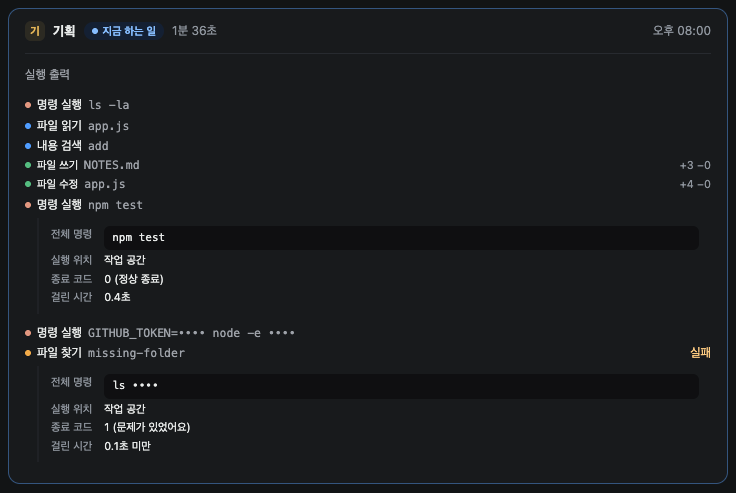 기 기획 지금 하는 일 1분 36초 오후 08:00
실행 출력
명령 실행 ls -la
파일 읽기 app.js
내용 검색 add
파일 쓰기 NOTES.md +3 -0
파일 수정 app.js +4 -0
명령 실행 npm test
전체 명령 npm test
실행 위치 작업 공간
종료 코드 0 (정상 종료)
걸린 시간 0.4초
명령 실행 GITHUB_TOKEN=•••• node -e ••••
파일 찾기 missing-folder 실패
전체 명령 ls ••••
실행 위치 작업 공간
종료 코드 1 (문제가 있었어요)
걸린 시간 0.1초 미만